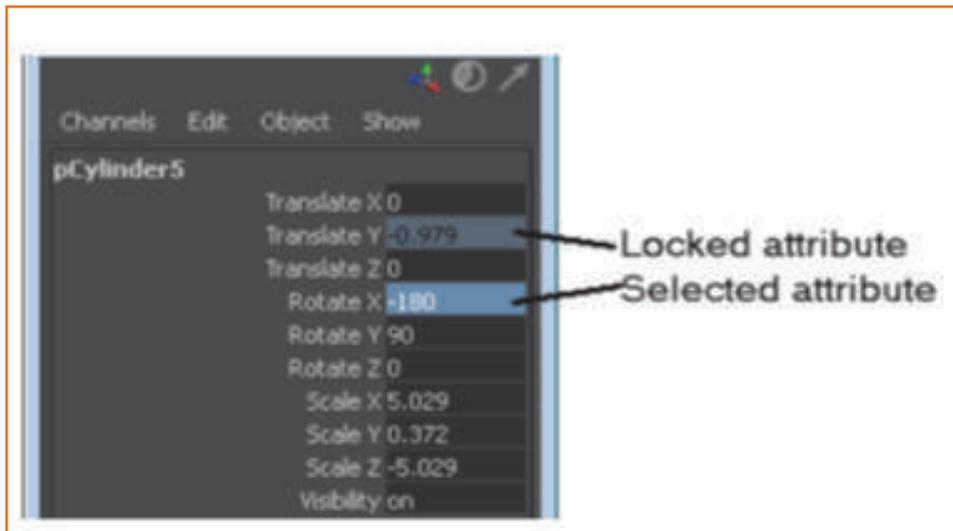 Channels Edit Object Show
pCylinder5
Translate X 0
Translate Y -0.979
Locked attribute
Translate Z 0
Rotate X -180
Selected attribute
Rotate Y 90
Rotate Z 0
Scale X 5.029
Scale Y 0.372
Scale Z -5.029
Visibility on